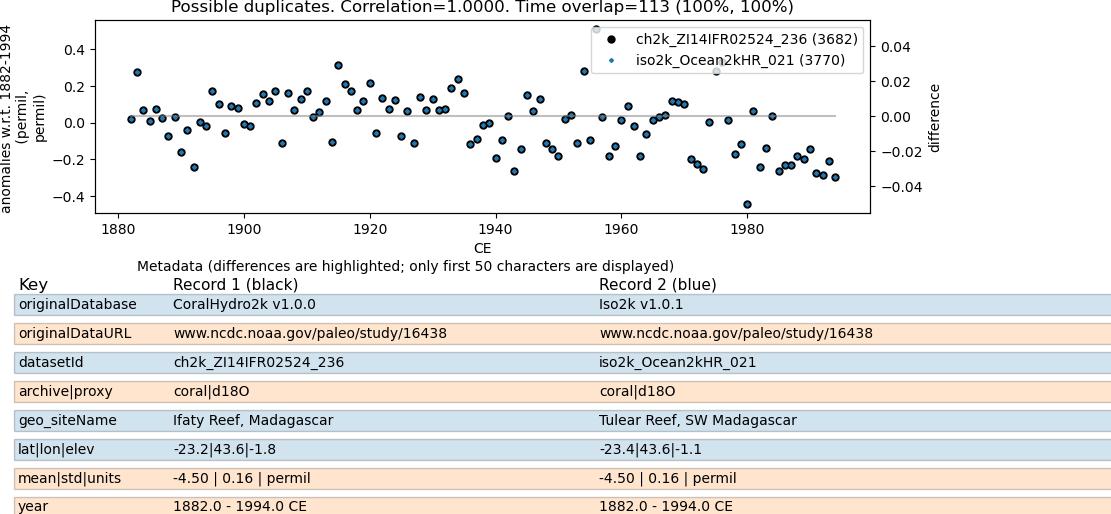 Possible duplicates. Correlation=1.0000. Time overlap=113 (100%, 100%)
anomalies w.r.t. 1882-1994
(permil,
permil)
0.4
0.2
0.0
−0.2
−0.4
ch2k_ZI14IFR02524_236 (3682)
iso2k_Ocean2kHR_021 (3770)
0.04
0.02
0.00
−0.02
−0.04
difference
1880 1900 1920 1940 1960 1980
CE
Metadata (differences are highlighted; only first 50 characters are displayed)
Key Record 1 (black) Record 2 (blue)
originalDatabase CoralHydro2k v1.0.0 Iso2k v1.0.1
originalDataURL www.ncdc.noaa.gov/paleo/study/16438 www.ncdc.noaa.gov/paleo/study/16438
datasetId ch2k_ZI14IFR02524_236 iso2k_Ocean2kHR_021
archive|proxy coral|d18O coral|d18O
geo_siteName Ifaty Reef, Madagascar Tulear Reef, SW Madagascar
lat|lon|elev -23.2|43.6|-1.8 -23.4|43.6|-1.1
mean|std|units -4.50 | 0.16 | permil -4.50 | 0.16 | permil
year 1882.0 - 1994.0 CE 1882.0 - 1994.0 CE